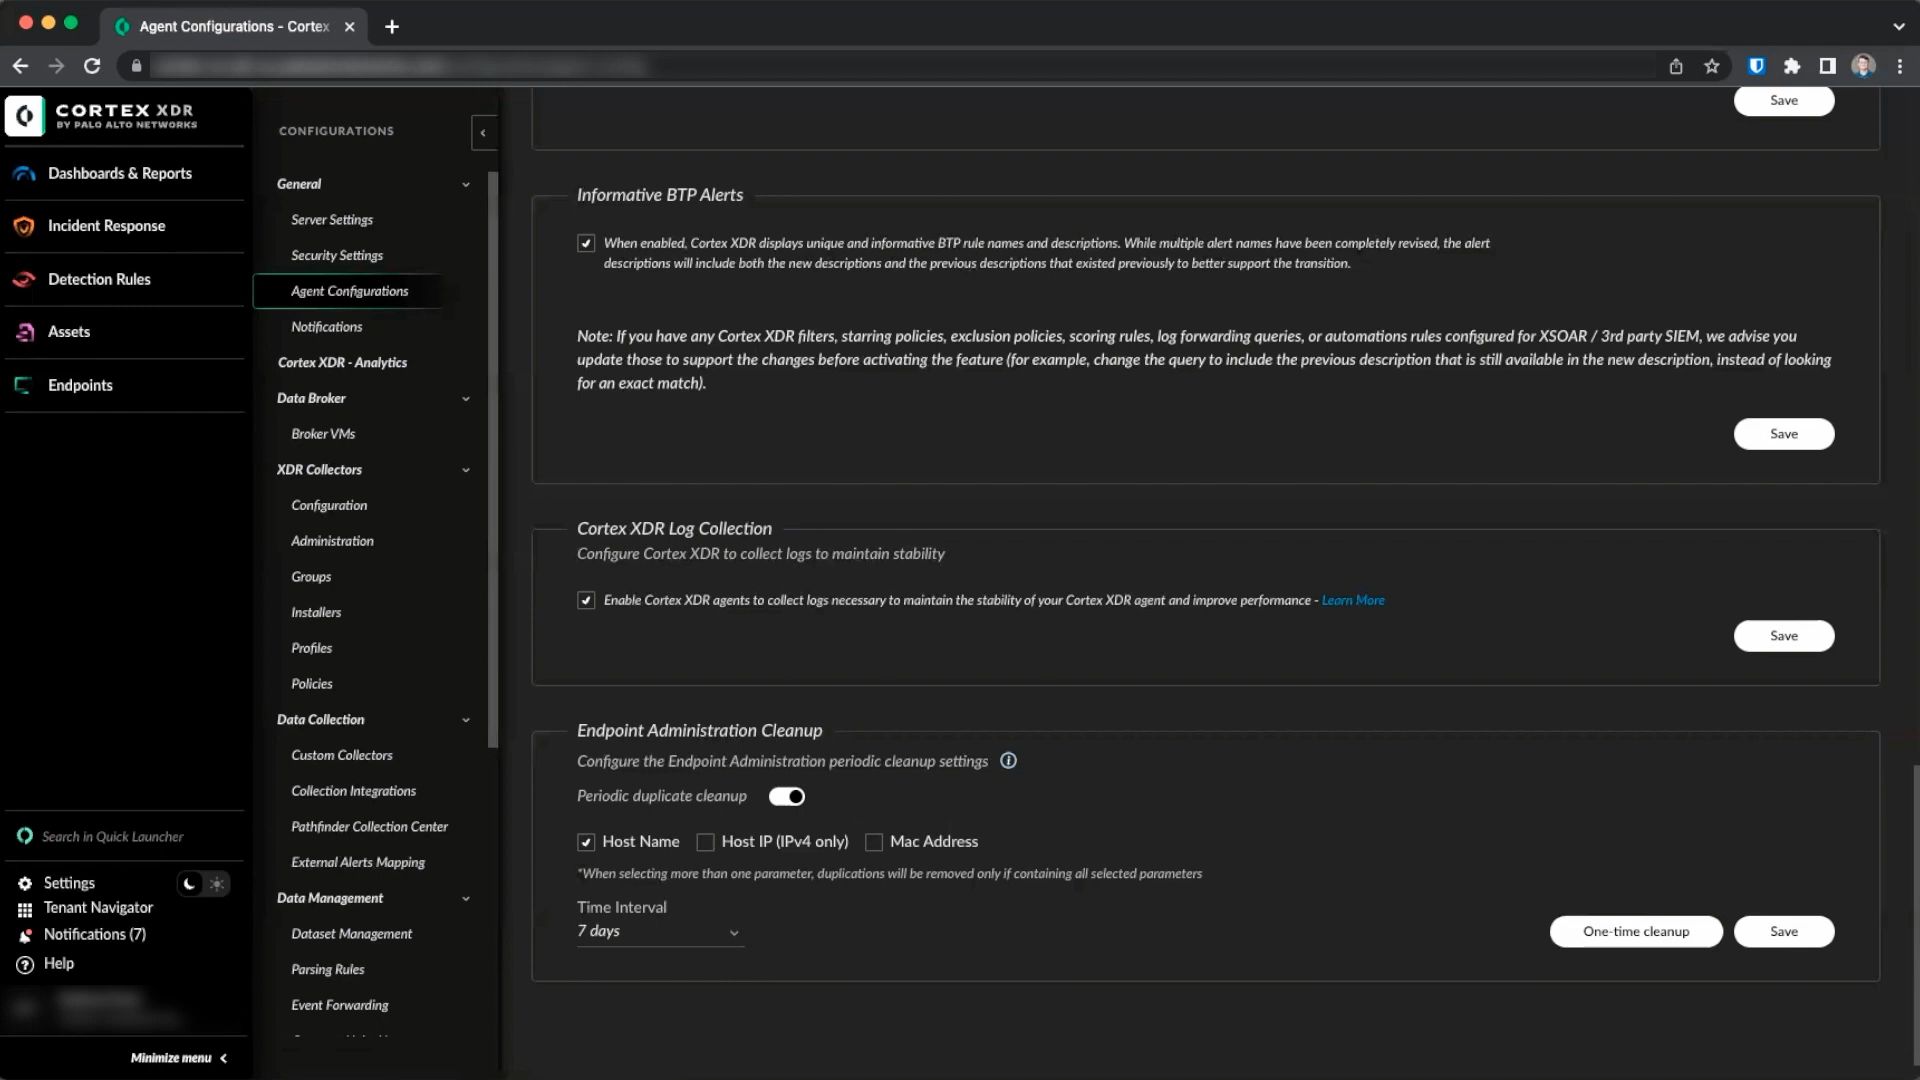 Agent Configurations - Cortex
CORTEX XDR
BY PALO ALTO NETWORKS
Dashboards & Reports
Incident Response
Detection Rules
Assets
Endpoints
Search in Quick Launcher
Settings
Tenant Navigator
Notifications (7)
Help
Minimize menu
CONFIGURATIONS
General
Server Settings
Security Settings
Agent Configurations
Notifications
Cortex XDR - Analytics
Data Broker
Broker VMs
XDR Collectors
Configuration
Administration
Groups
Installers
Profiles
Policies
Data Collection
Custom Collectors
Collection Integrations
Pathfinder Collection Center
External Alerts Mapping
Data Management
Dataset Management
Parsing Rules
Event Forwarding
Save
Informative BTP Alerts
When enabled, Cortex XDR displays unique and informative BTP rule names and descriptions. While multiple alert names have been completely revised, the alert
descriptions will include both the new descriptions and the previous descriptions that existed previously to better support the transition.
Note: If you have any Cortex XDR filters, starring policies, exclusion policies, scoring rules, log forwarding queries, or automations rules configured for XSOAR / 3rd party SIEM, we advise you
update those to support the changes before activating the feature (for example, change the query to include the previous description that is still available in the new description, instead of looking
for an exact match).
Save
Cortex XDR Log Collection
Configure Cortex XDR to collect logs to maintain stability
Enable Cortex XDR agents to collect logs necessary to maintain the stability of your Cortex XDR agent and improve performance - Learn More
Save
Endpoint Administration Cleanup
Configure the Endpoint Administration periodic cleanup settings
Periodic duplicate cleanup
Host Name Host IP (IPv4 only) Mac Address
*When selecting more than one parameter, duplications will be removed only if containing all selected parameters
Time Interval
7 days
One-time cleanup Save